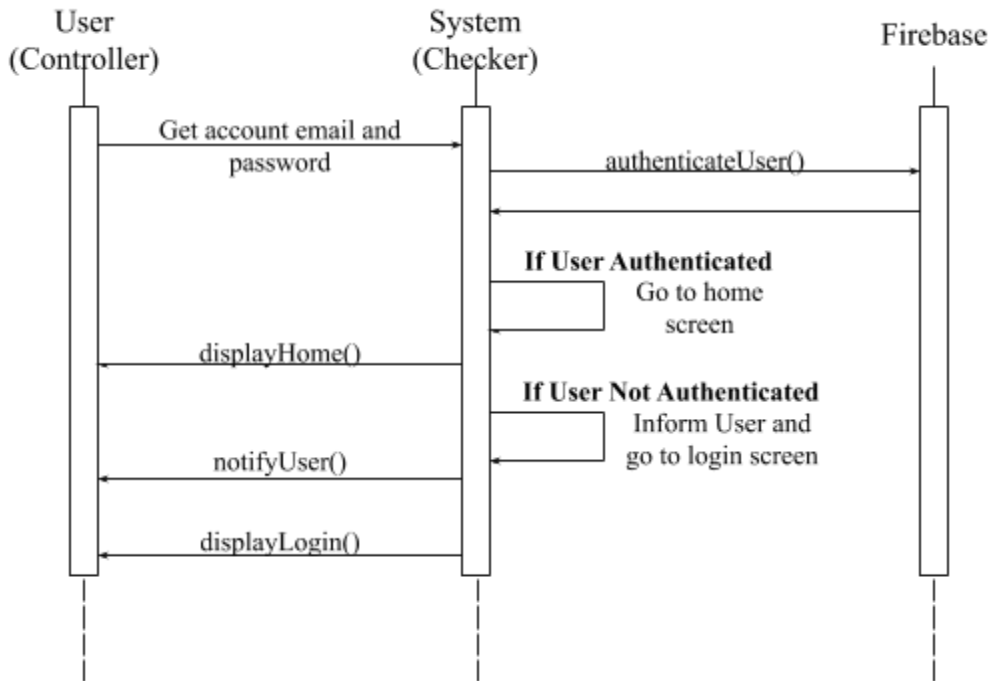 User
(Controller)
System
(Checker)
Firebase
Get account email and
password
authenticateUser()
If User Authenticated
Go to home
screen
displayHome()
If User Not Authenticated
Inform User and
go to login screen
notifyUser()
displayLogin()